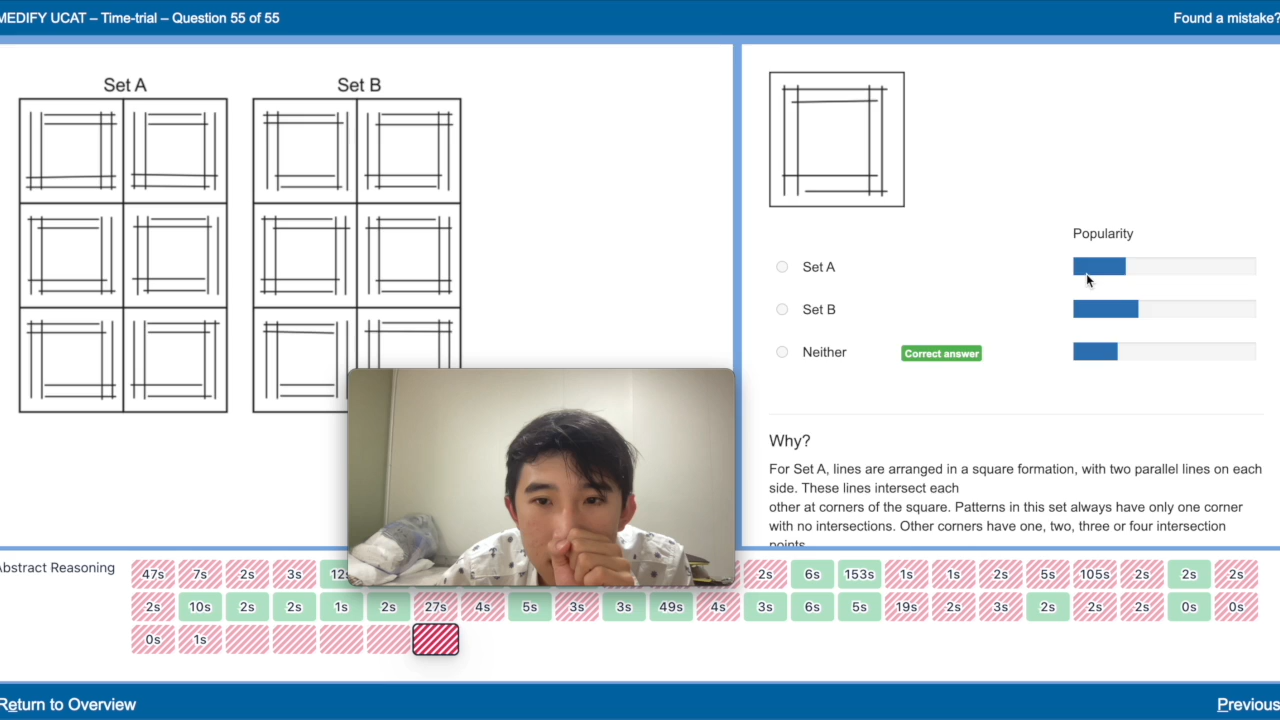 MEDIFY UCAT – Time-trial – Question 55 of 55
Found a mistake?
Set A
Set B
Popularity
Set A
Set B
Neither
Correct answer
Why?
For Set A, lines are arranged in a square formation, with two parallel lines on each
side. These lines intersect each
other at corners of the square. Patterns in this set always have only one corner
with no intersections. Other corners have one, two, three or four intersection
points.
Abstract Reasoning
47s 7s 2s 3s 12s 2s 6s 153s 1s 1s 2s 5s 105s 2s 2s 2s
2s 10s 2s 2s 1s 2s 27s 4s 5s 3s 3s 49s 4s 3s 6s 5s 19s 2s 3s 2s 2s 2s 0s 0s
0s 1s
Return to Overview
Previous